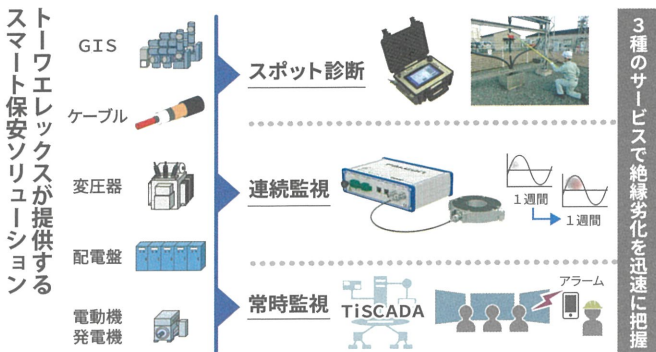 トーワエレックスが提供する
スマート保安ソリューション
GIS
ケーブル
変圧器
配電盤
電動機
発電機
スポット診断
連続監視
1週間
1週間
常時監視
TiSCADA
アラーム
3種のサービスで絶縁劣化を迅速に把握